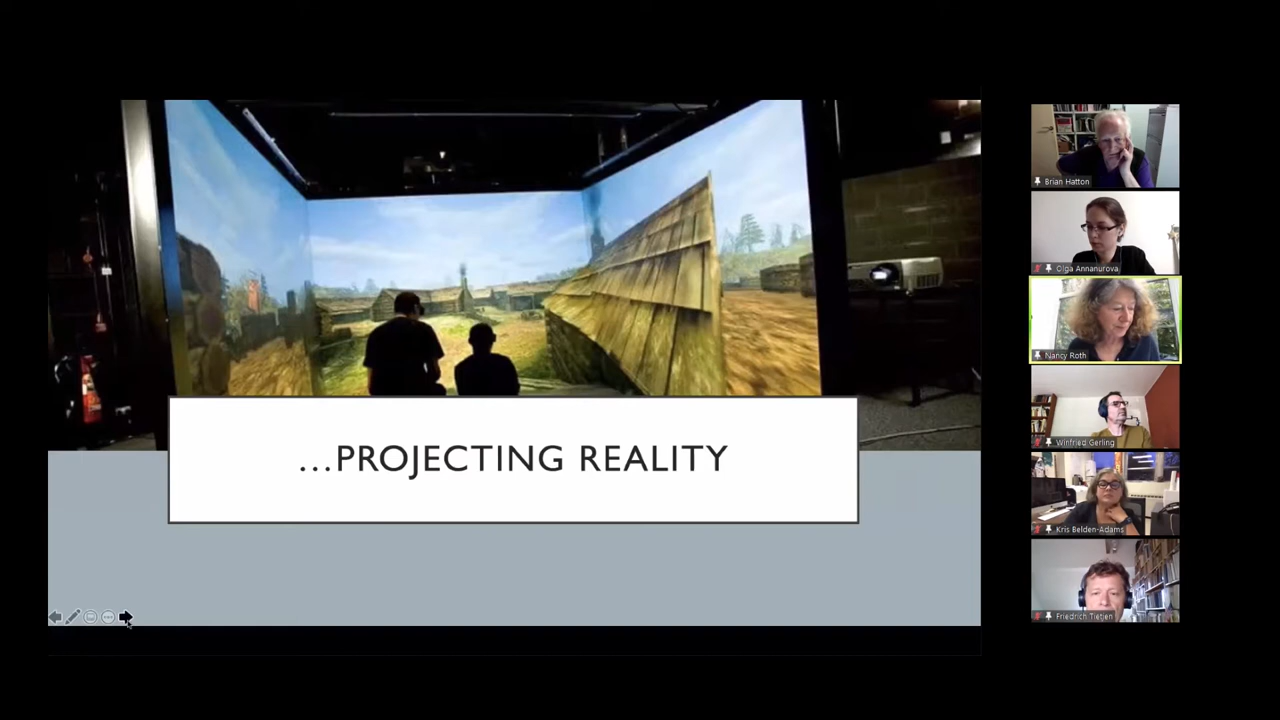 …PROJECTING REALITY
Brian Hatton
Olga Annanurova
Nancy Roth
Winfried Gerling
Kris Belden-Adams
Friedrich Tietjen